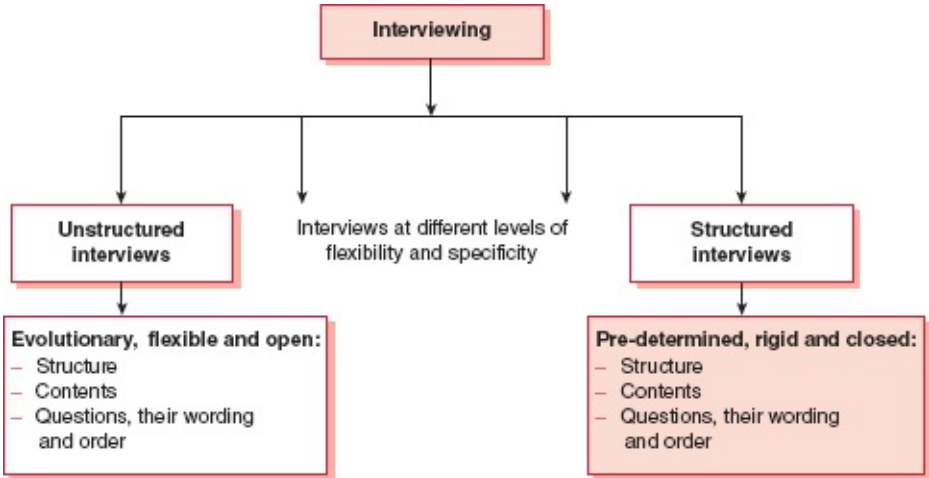 Interviewing
Unstructured
interviews
Interviews at different levels of
flexibility and specificity
Structured
interviews
Evolutionary, flexible and open:
– Structure
– Contents
– Questions, their wording
and order
Pre-determined, rigid and closed:
– Structure
– Contents
– Questions, their wording
and order